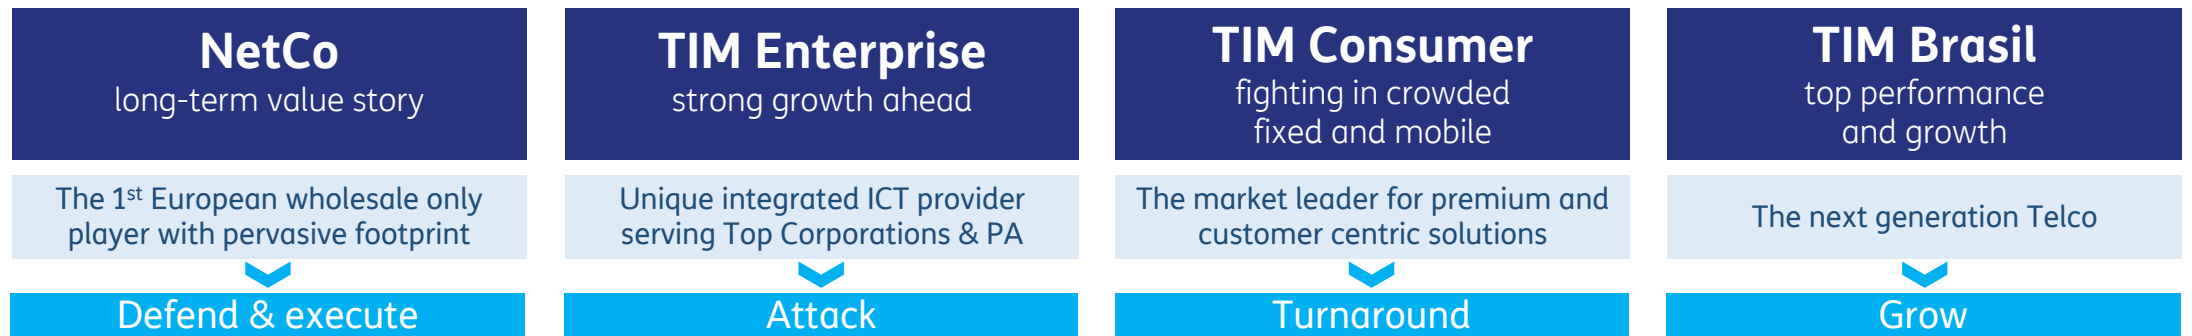 NetCo
long-term value story
The 1st European wholesale only
player with pervasive footprint
Defend & execute
TIM Enterprise
strong growth ahead
Unique integrated ICT provider
serving Top Corporations & PA
Attack
TIM Consumer
fighting in crowded
fixed and mobile
The market leader for premium and
customer centric solutions
Turnaround
TIM Brasil
top performance
and growth
The next generation Telco
Grow